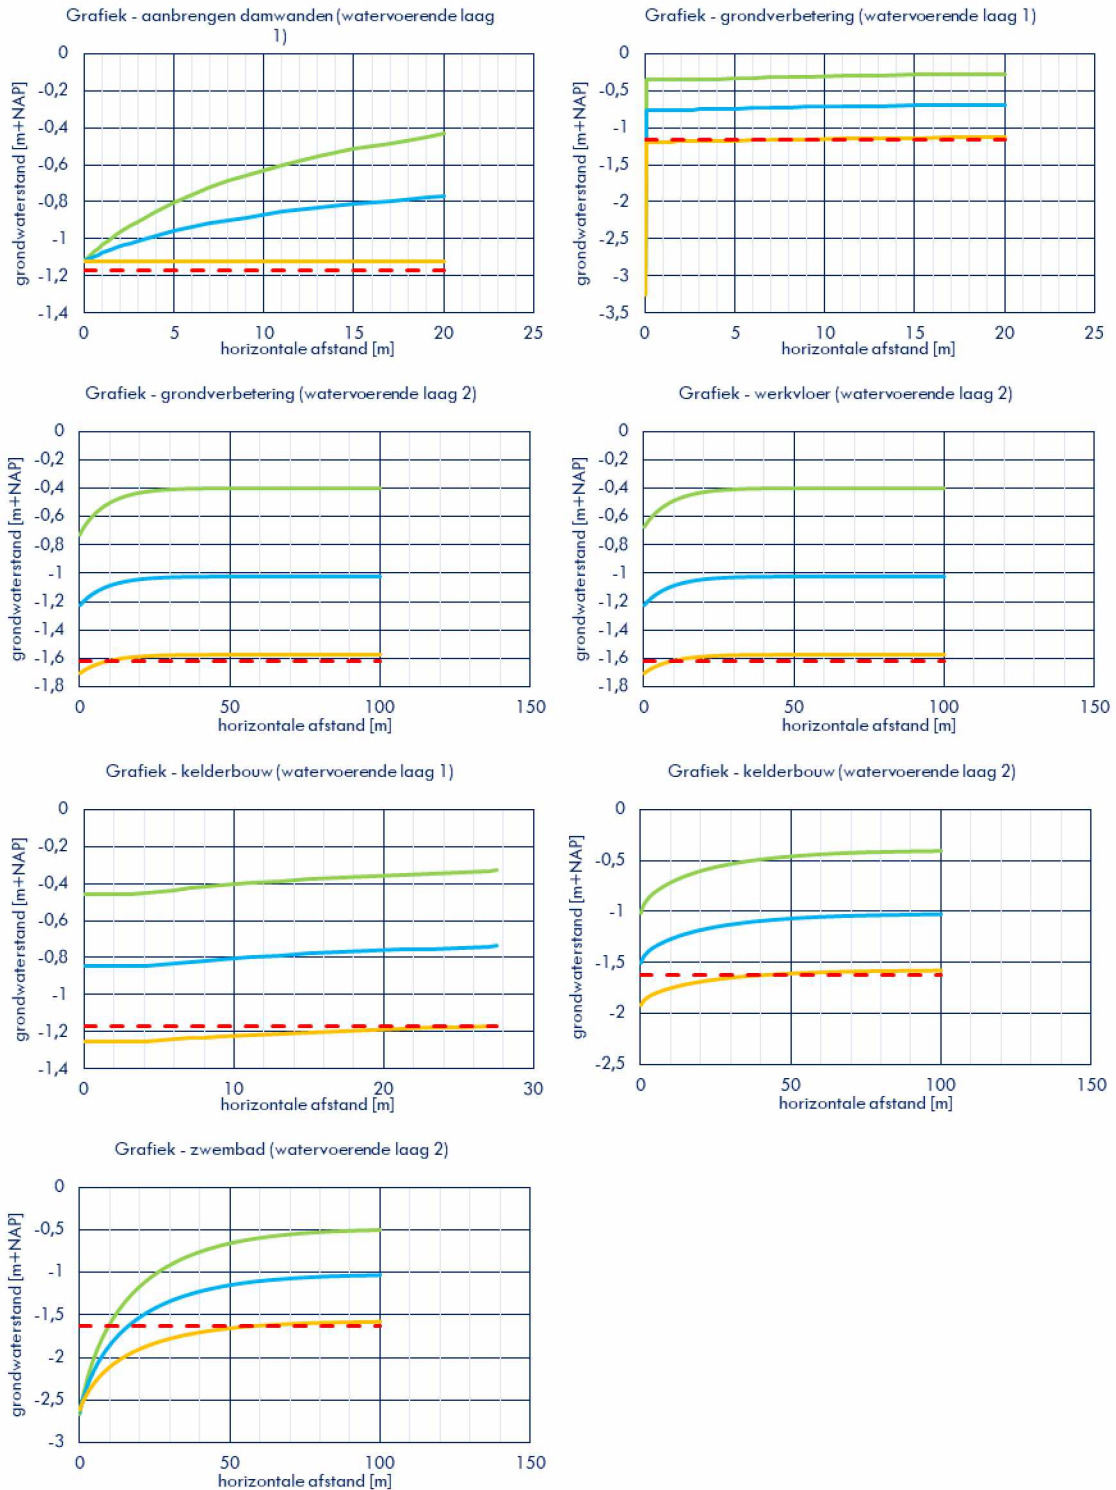 Grafiek - aanbrengen damwanden (watervoerende laag
1)
0
-0,2
-0,4
-0,6
-0,8
-1
-1,2
-1,4
grondwaterstand [m+NAP]
0 5 10 15 20 25
horizontale afstand [m]
Grafiek - grondverbetering (watervoerende laag 1)
0
-0,5
-1
-1,5
-2
-2,5
-3
-3,5
grondwaterstand [m+NAP]
0 5 10 15 20 25
horizontale afstand [m]
Grafiek - grondverbetering (watervoerende laag 2)
0
-0,2
-0,4
-0,6
-0,8
-1
-1,2
-1,4
-1,6
-1,8
grondwaterstand [m+NAP]
0 50 100 150
horizontale afstand [m]
Grafiek - werkvloer (watervoerende laag 2)
0
-0,2
-0,4
-0,6
-0,8
-1
-1,2
-1,4
-1,6
-1,8
grondwaterstand [m+NAP]
0 50 100 150
horizontale afstand [m]
Grafiek - kelderbouw (watervoerende laag 1)
0
-0,2
-0,4
-0,6
-0,8
-1
-1,2
-1,4
grondwaterstand [m+NAP]
0 10 20 30
horizontale afstand [m]
Grafiek - kelderbouw (watervoerende laag 2)
0
-0,5
-1
-1,5
-2
-2,5
grondwaterstand [m+NAP]
0 50 100 150
horizontale afstand [m]
Grafiek - zwembad (watervoerende laag 2)
0
-0,5
-1
-1,5
-2
-2,5
-3
grondwaterstand [m+NAP]
0 50 100 150
horizontale afstand [m]